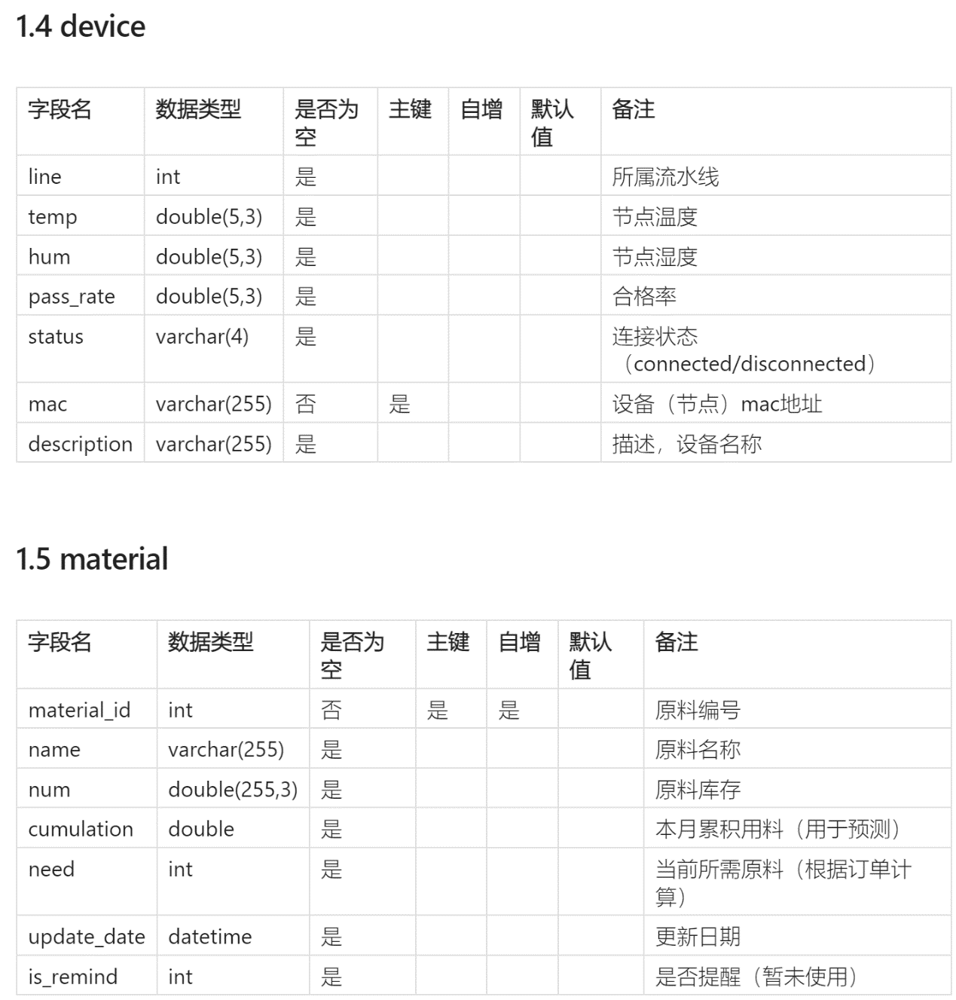 1.4 device
字段名 数据类型 是否为空 主键 自增 默认值 备注
line int 是 所属流水线
temp double(5,3) 是 节点温度
hum double(5,3) 是 节点湿度
pass_rate double(5,3) 是 合格率
status varchar(4) 是 连接状态
（connected/disconnected）
mac varchar(255) 否 是 设备（节点）mac地址
description varchar(255) 是 描述，设备名称
1.5 material
字段名 数据类型 是否为空 主键 自增 默认值 备注
material_id int 否 是 是 原料编号
name varchar(255) 是 原料名称
num double(255,3) 是 原料库存
cumulation double 是 本月累积用料（用于预测）
need int 是 当前所需原料（根据订单计
算）
update_date datetime 是 更新日期
is_remind int 是 是否提醒（暂未使用）